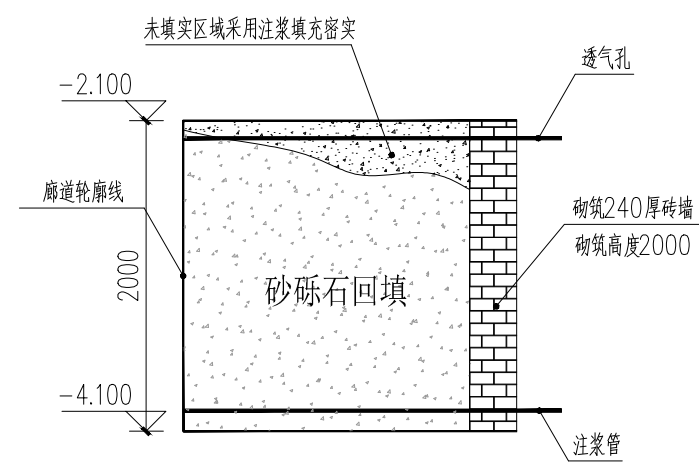 未填实区域采用注浆填充密实
透气孔
-2.100
廊道轮廓线
砌筑240厚砖墙
砌筑高度2000
2000
砂砾石回填
-4.100
注浆管